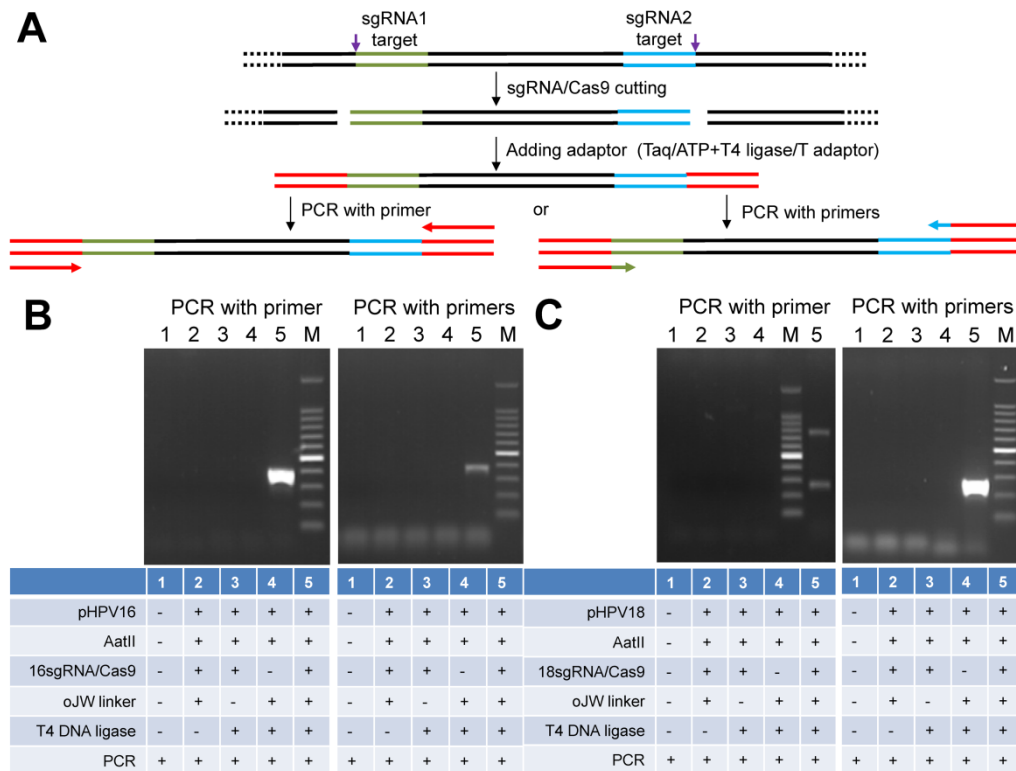 A
sgRNA1 target
sgRNA2 target
sgRNA/Cas9 cutting
Adding adaptor (Taq/ATP+T4 ligase/T adaptor)
PCR with primer or PCR with primers
B
PCR with primer PCR with primers
1 2 3 4 5 M 1 2 3 4 5 M
C
PCR with primer PCR with primers
1 2 3 4 M 5 1 2 3 4 5 M
1 2 3 4 5 1 2 3 4 5
pHPV16 - + + + + - + + + +
AatII - + + + + - + + + +
16sgRNA/Cas9 - + + - + - + + - +
oJW linker - + - + + - + - + +
T4 DNA ligase - - + + + - - + + +
PCR + + + + + + + + + +
1 2 3 4 5 1 2 3 4 5
pHPV18 - + + + + - + + + +
AatII - + + + + - + + + +
18sgRNA/Cas9 - + + - + - + + - +
oJW linker - + - + + - + - + +
T4 DNA ligase - - + + + - - + + +
PCR + + + + + + + + + +